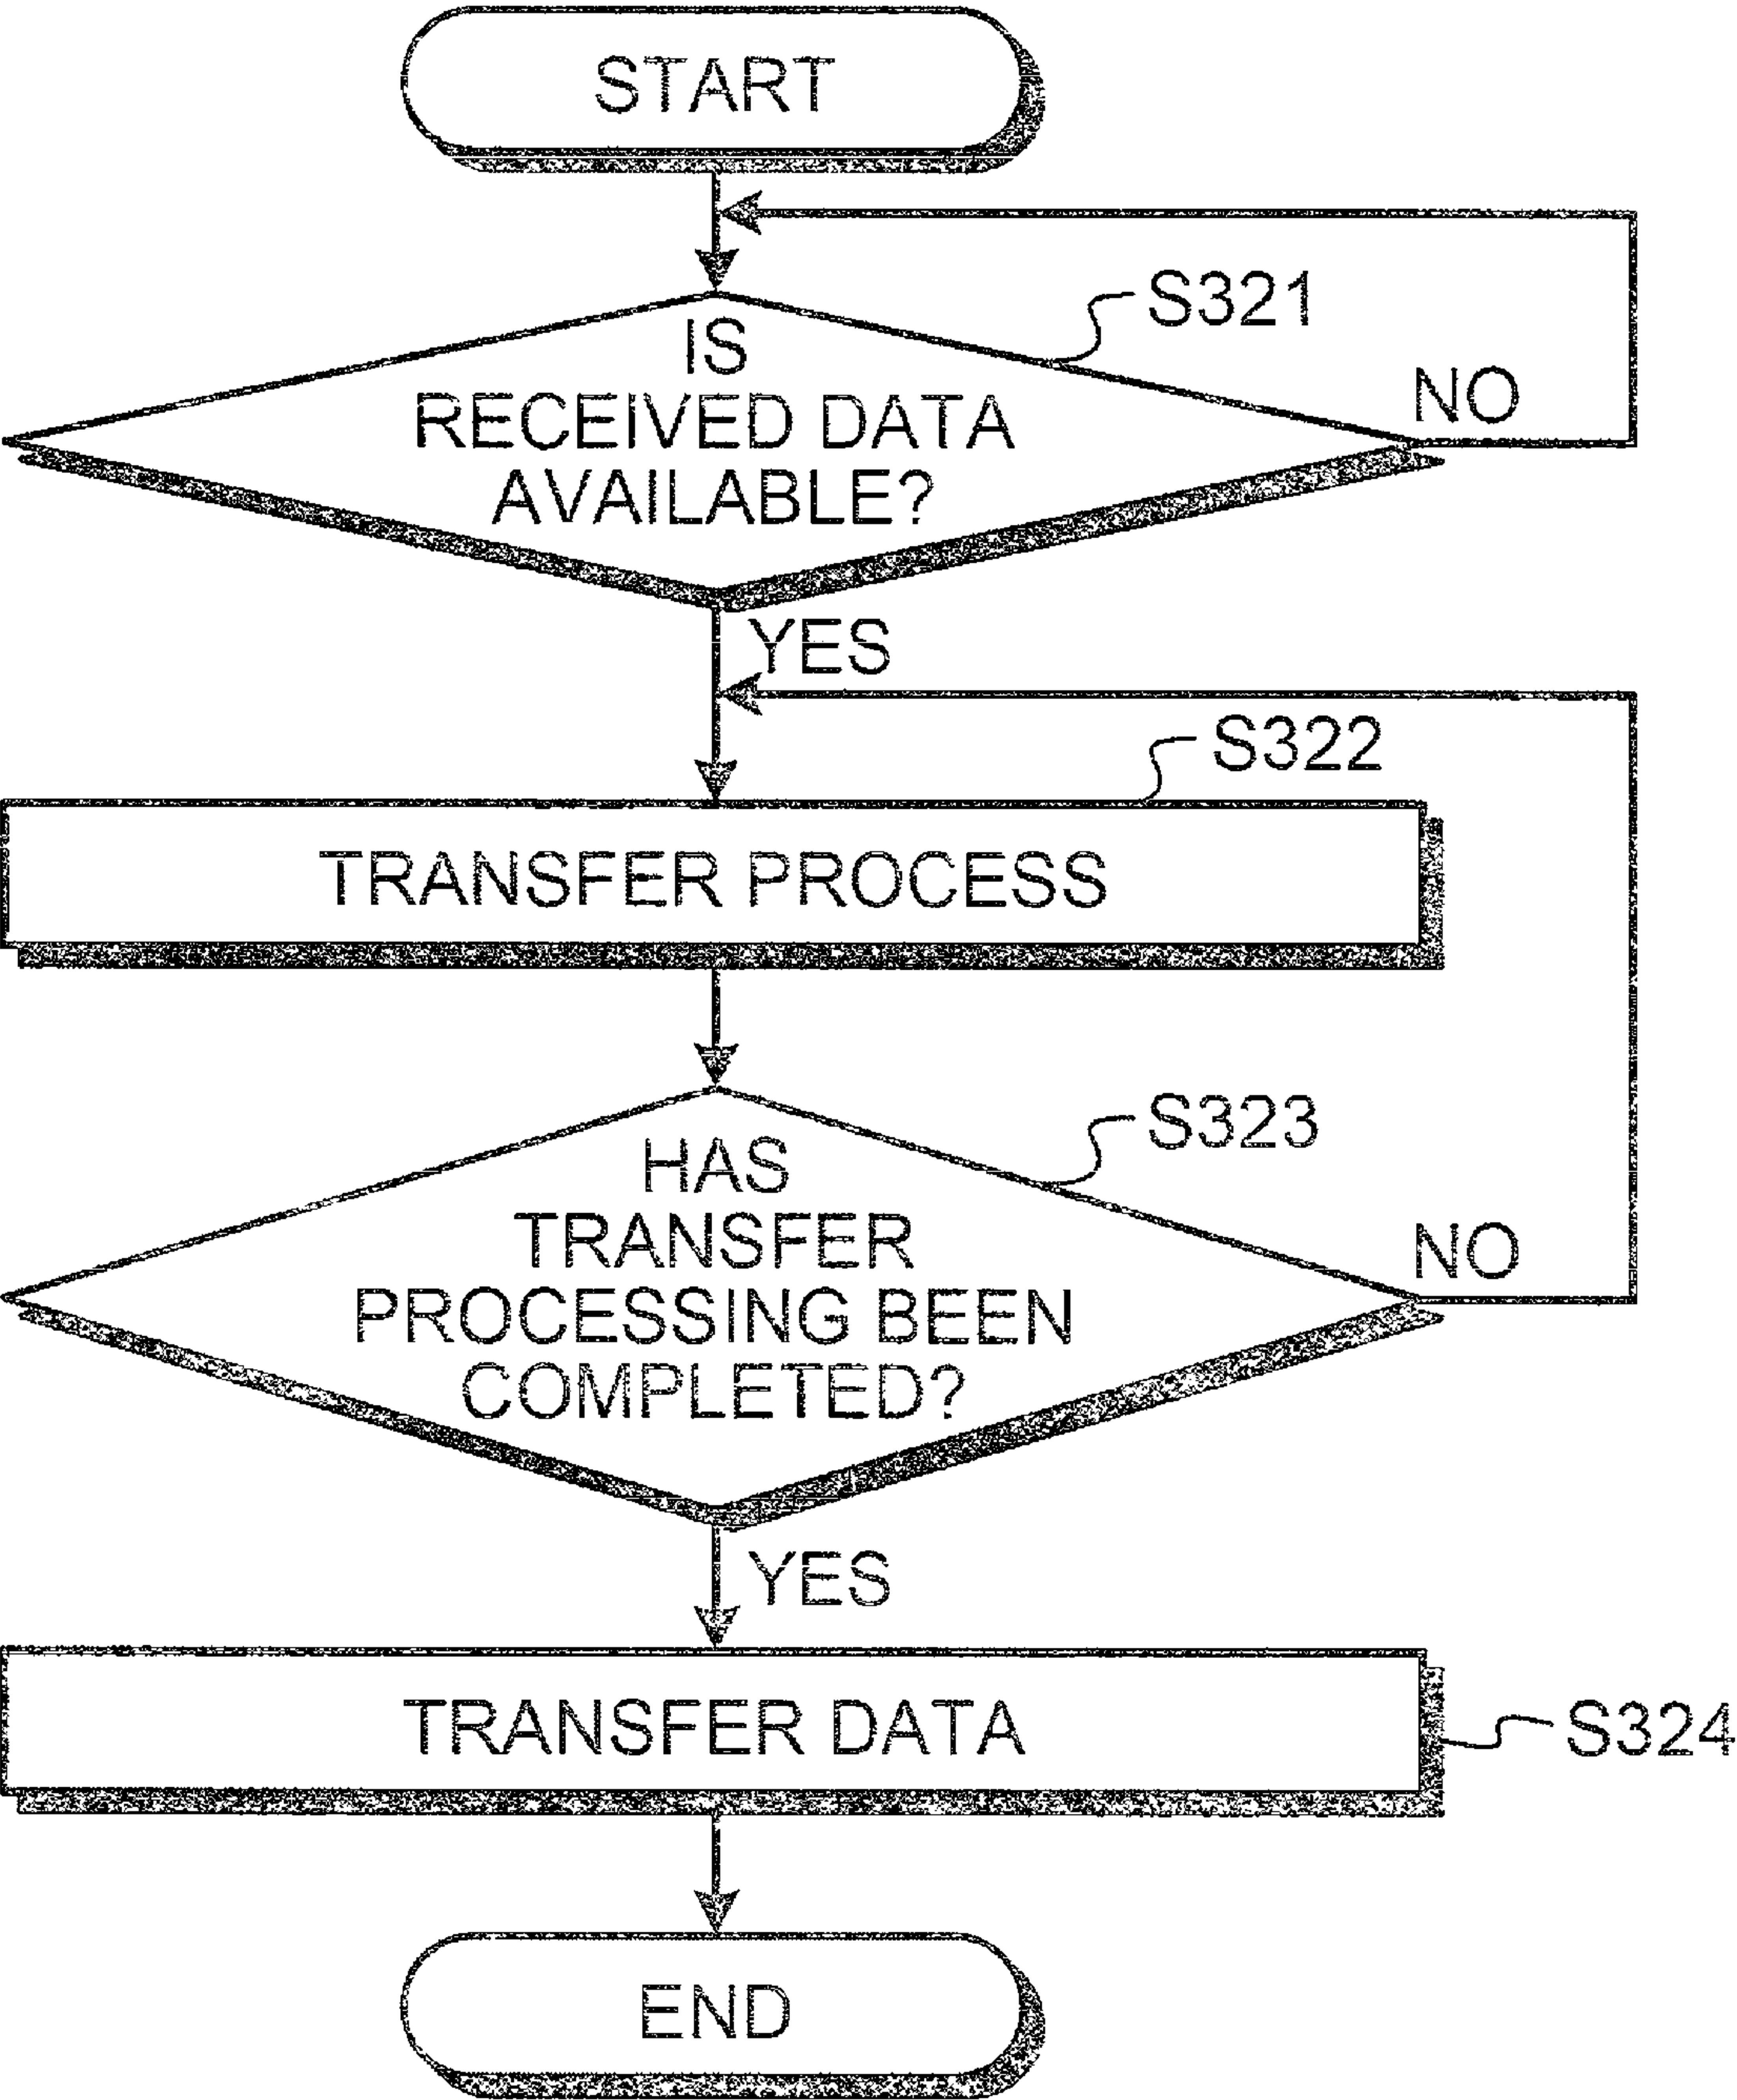 START
S321
IS
RECEIVED DATA
AVAILABLE?
NO
YES
S322
TRANSFER PROCESS
S323
HAS
TRANSFER
PROCESSING BEEN
COMPLETED?
NO
YES
TRANSFER DATA
S324
END